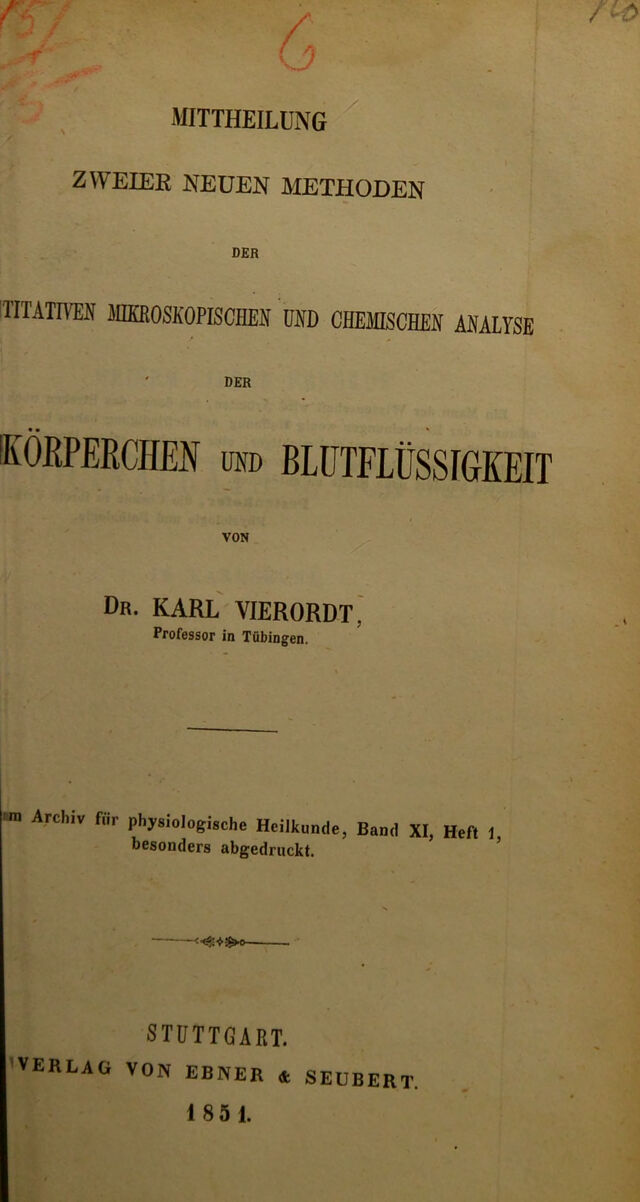 6
MITTHEILUNG
ZWEIER NEUEN METHODEN
DER
TITATIVEN MIKROSKOPISCHEN UND CHEMISCHEN ANALYSE
DER
KÖRPERCHEN UND BLUTFLÜSSIGKEIT
VON
DR. KARL VIERORDT,
Professor in Tübingen.
m Archiv für physiologische Heilkunde, Band XI, Heft 1,
besonders abgedruckt.
STUTTGART.
VERLAG VON EBNER & SEUBERT.
1851.